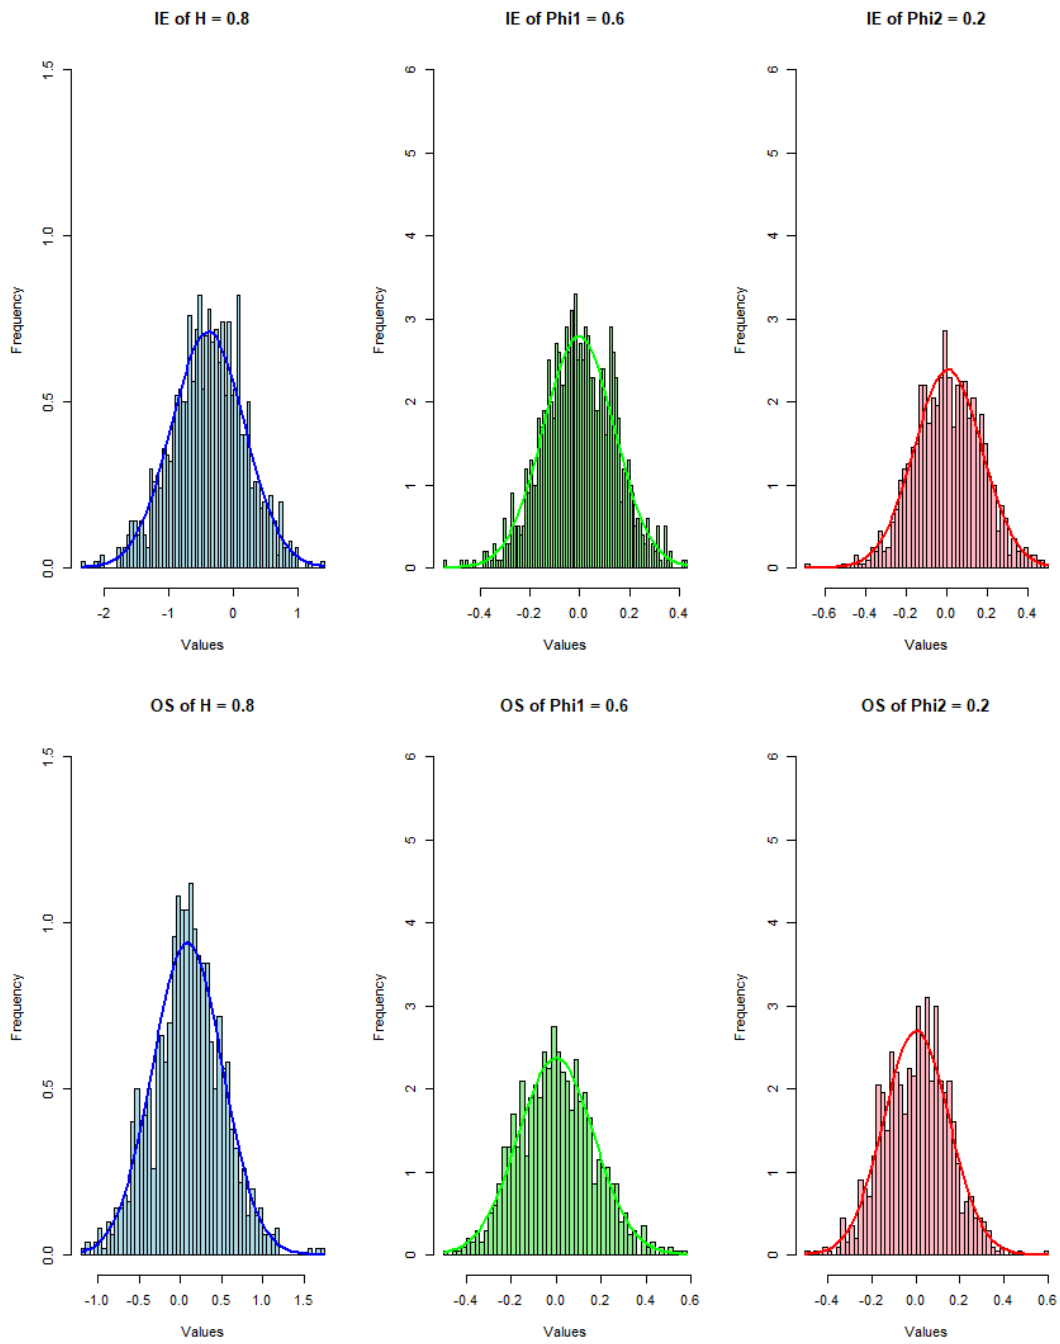 IE of H = 0.8
IE of Phi1 = 0.6
IE of Phi2 = 0.2
1.5
1.0
0.5
0.0
Frequency
-2 -1 0 1
Values
6
5
4
3
2
1
0
Frequency
-0.4 -0.2 0.0 0.2 0.4
Values
6
5
4
3
2
1
0
Frequency
-0.6 -0.4 -0.2 0.0 0.2 0.4
Values
OS of H = 0.8
OS of Phi1 = 0.6
OS of Phi2 = 0.2
1.5
1.0
0.5
0.0
Frequency
-1.0 -0.5 0.0 0.5 1.0 1.5
Values
6
5
4
3
2
1
0
Frequency
-0.4 -0.2 0.0 0.2 0.4 0.6
Values
6
5
4
3
2
1
0
Frequency
-0.4 -0.2 0.0 0.2 0.4 0.6
Values